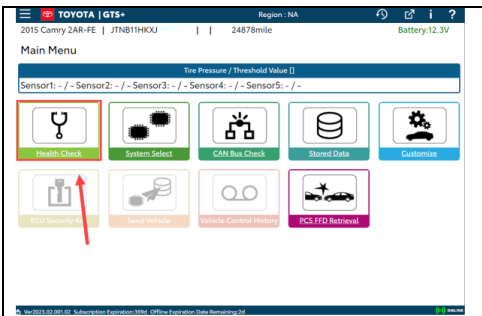 TOYOTA | GTS+ Region : NA ?
2015 Camry 2AR-FE | JTNB11HKXJ | | 24878mile Battery:12.3V
Main Menu
Tire Pressure / Threshold Value []
Sensor1: - / - Sensor2: - / - Sensor3: - / - Sensor4: - / - Sensor5: - / -
Health Check System Select CAN Bus Check Stored Data Customize
ECU Security Key Send Vehicle Vehicle Control History PCS FFD Retrieval
Ver2023.02.001.02 Subscription Expiration:359d Offline Expiration Date Remaining:2d ONLINE